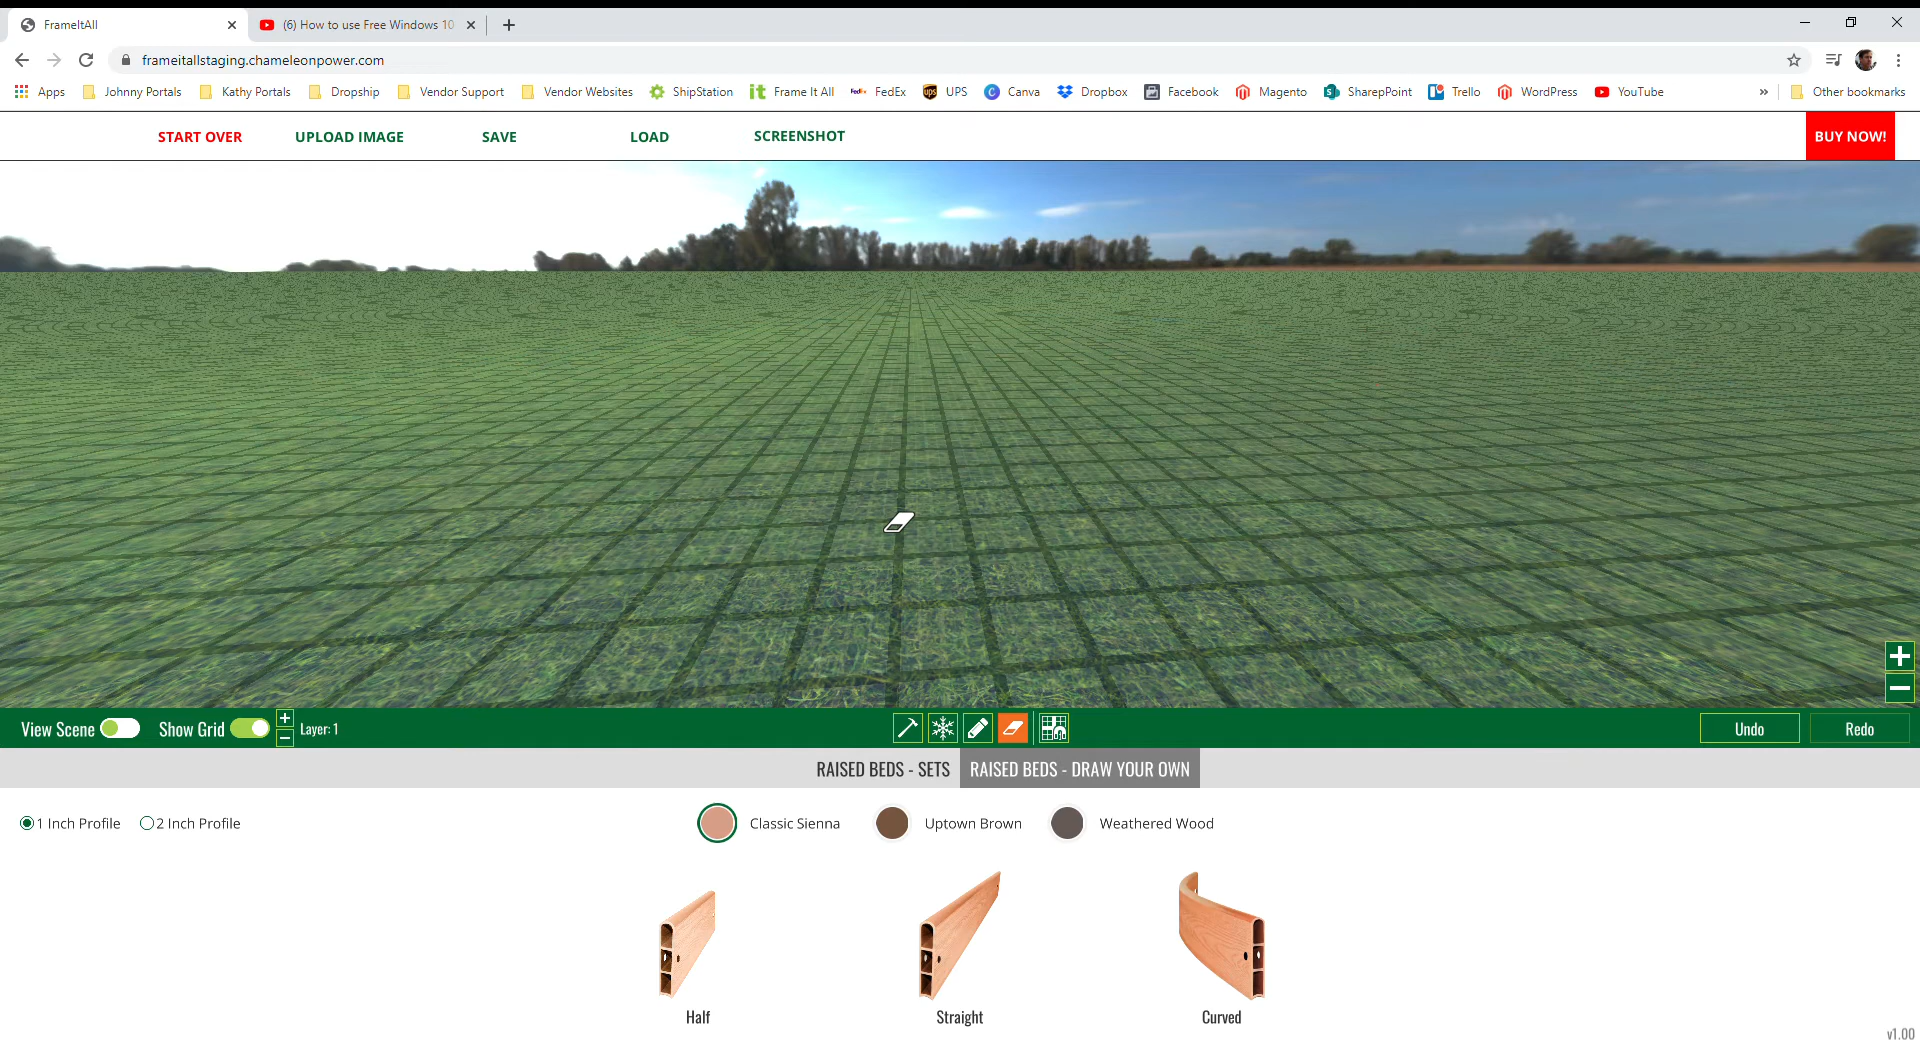 FrameItAll
(6) How to use Free Windows 10
frameitallstaging.chameleonpower.com
Apps Johnny Portals Kathy Portals Dropship Vendor Support Vendor Websites ShipStation it Frame It All FedEx FedEx ups UPS C Canva Dropbox Facebook Magento S SharepPoint Trello WordPress YouTube » Other bookmarks
START OVER UPLOAD IMAGE SAVE LOAD SCREENSHOT BUY NOW!
View Scene Show Grid Layer: 1 Undo Redo
RAISED BEDS - SETS RAISED BEDS - DRAW YOUR OWN
1 Inch Profile 2 Inch Profile Classic Sienna Uptown Brown Weathered Wood
Half Straight Curved
v1.00